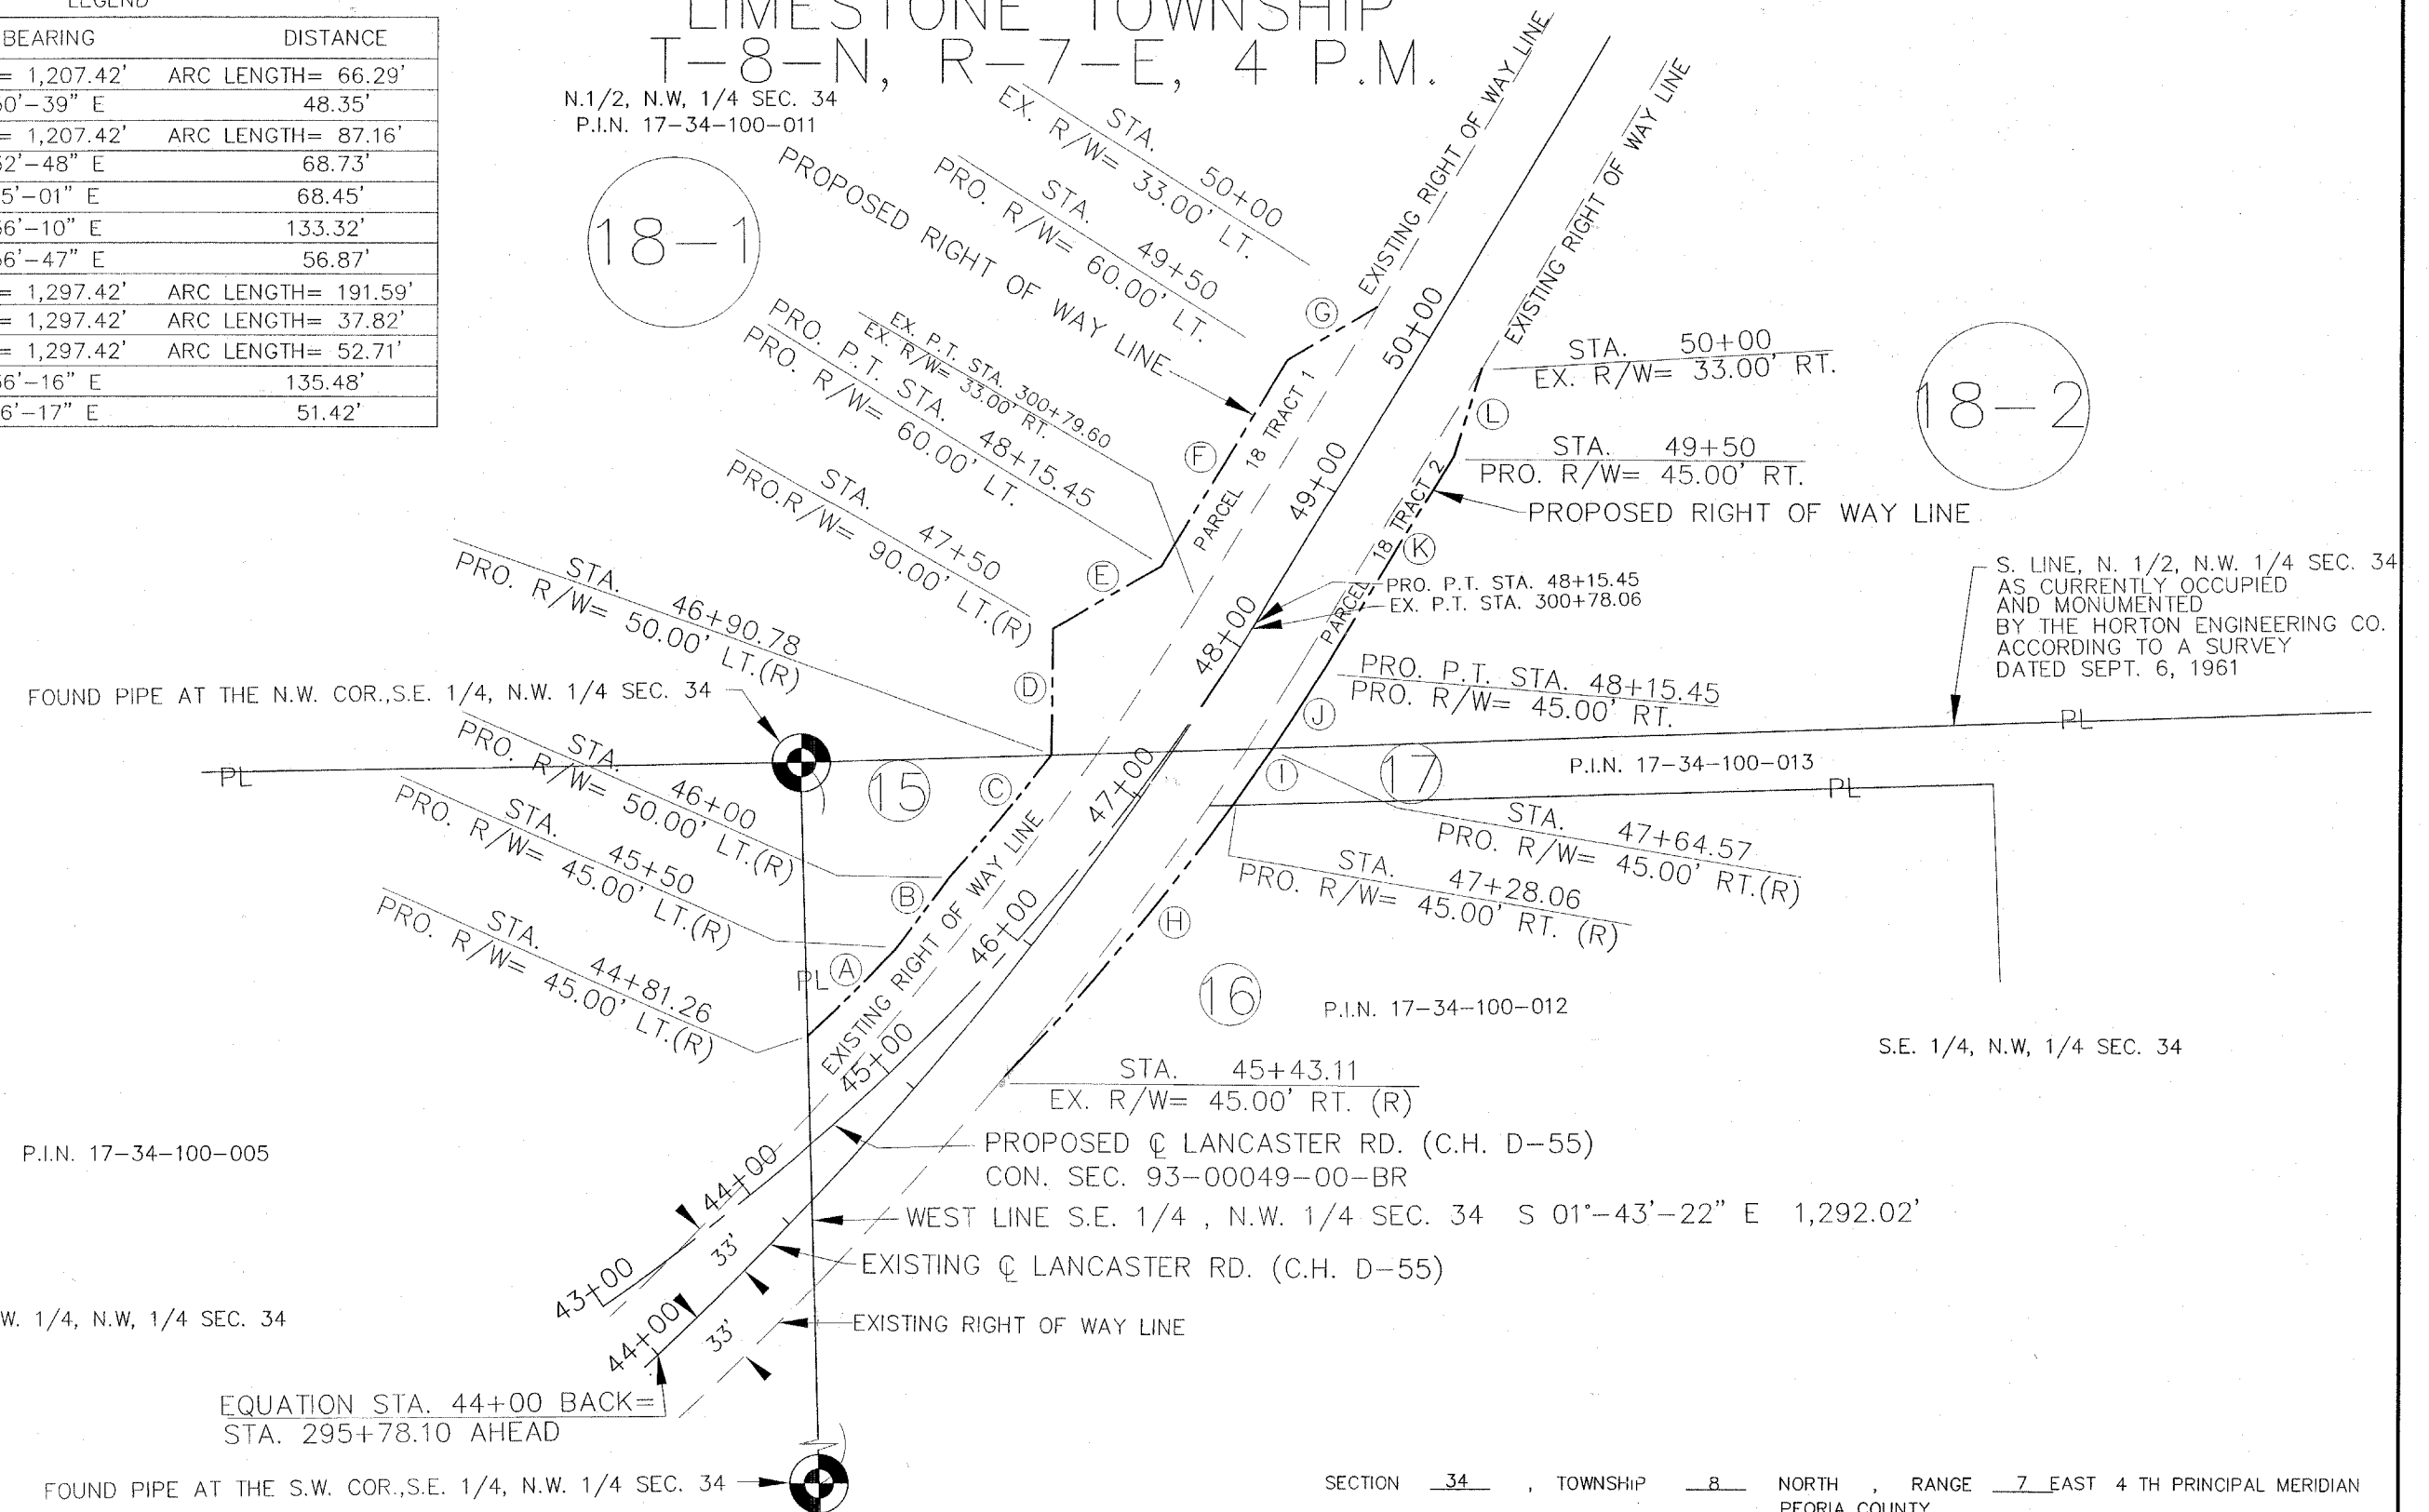 LEGEND
BEARING DISTANCE
= 1,207.42' ARC LENGTH= 66.29'
0'-39" E 48.35'
= 1,207.42' ARC LENGTH= 87.16'
2'-48" E 68.73'
5'-01" E 68.45'
6'-10" E 133.32'
6'-47" E 56.87'
= 1,297.42' ARC LENGTH= 191.59'
= 1,297.42' ARC LENGTH= 37.82'
= 1,297.42' ARC LENGTH= 52.71'
6'-16" E 135.48'
6'-17" E 51.42'
LIMESTONE TOWNSHIP
T-8-N, R-7-E, 4 P.M.
N.1/2, N.W, 1/4 SEC. 34
P.I.N. 17-34-100-011
18-1
STA. 50+00
EX. R/W= 33.00' LT.
STA. 49+50
PRO. R/W= 60.00' LT.
PROPOSED RIGHT OF WAY LINE
EX. P.T. STA. 300+79.60
EX. R/W= 33.00' RT.
PRO. P.T. STA. 48+15.45
PRO. R/W= 60.00' LT.
STA. 47+50
PRO.R/W= 90.00' LT.(R)
STA. 46+90.78
PRO. R/W= 50.00' LT.(R)
EXISTING RIGHT OF WAY LINE
EXISTING RIGHT OF WAY LINE
G
50+00
STA. 50+00
EX. R/W= 33.00' RT.
18-2
L
STA. 49+50
PRO. R/W= 45.00' RT.
PROPOSED RIGHT OF WAY LINE
F
PARCEL 18 TRACT 1
49+00
PARCEL 18 TRACT 2
K
E
PRO. P.T. STA. 48+15.45
EX. P.T. STA. 300+78.06
48+00
S. LINE, N. 1/2, N.W. 1/4 SEC. 34
AS CURRENTLY OCCUPIED
AND MONUMENTED
BY THE HORTON ENGINEERING CO.
ACCORDING TO A SURVEY
DATED SEPT. 6, 1961
PRO. P.T. STA. 48+15.45
PRO. R/W= 45.00' RT.
D
J
FOUND PIPE AT THE N.W. COR.,S.E. 1/4, N.W. 1/4 SEC. 34
PL
PL
STA. 46+00
PRO. R/W= 50.00' LT.(R)
15
C
47+00
I
17
P.I.N. 17-34-100-013
PL
STA. 45+50
PRO. R/W= 45.00' LT.(R)
STA. 47+64.57
PRO. R/W= 45.00' RT.(R)
STA. 47+28.06
PRO. R/W= 45.00' RT. (R)
B
46+00
H
STA. 44+81.26
PRO. R/W= 45.00' LT.(R)
PL
A
EXISTING RIGHT OF WAY LINE
16
P.I.N. 17-34-100-012
S.E. 1/4, N.W, 1/4 SEC. 34
45+00
STA. 45+43.11
EX. R/W= 45.00' RT. (R)
P.I.N. 17-34-100-005
PROPOSED ℄ LANCASTER RD. (C.H. D-55)
CON. SEC. 93-00049-00-BR
44+00
WEST LINE S.E. 1/4 , N.W. 1/4 SEC. 34 S 01°-43'-22" E 1,292.02'
33'
EXISTING ℄ LANCASTER RD. (C.H. D-55)
43+00
W. 1/4, N.W, 1/4 SEC. 34
EXISTING RIGHT OF WAY LINE
44+00
33'
EQUATION STA. 44+00 BACK=
STA. 295+78.10 AHEAD
FOUND PIPE AT THE S.W. COR.,S.E. 1/4, N.W. 1/4 SEC. 34
SECTION 34 , TOWNSHIP 8 NORTH , RANGE 7 EAST 4 TH PRINCIPAL MERIDIAN
PEORIA COUNTY